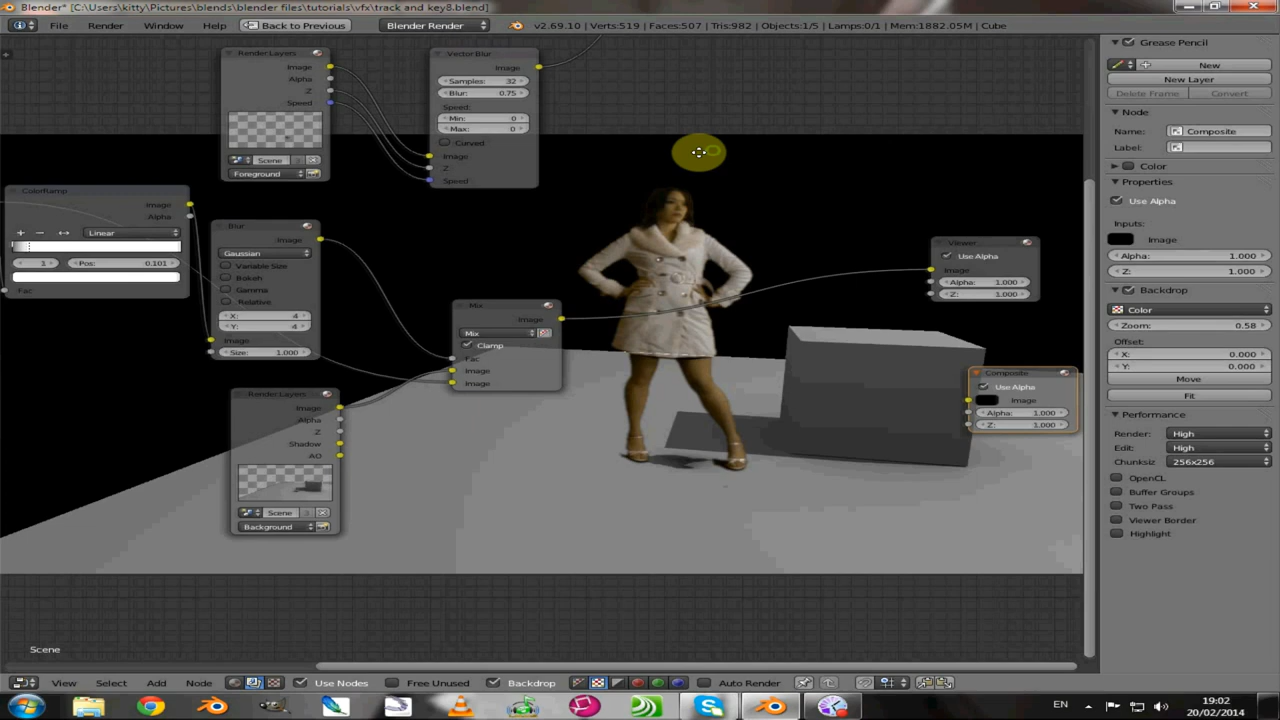 Blender* [C:\Users\kitty\Pictures\blends\blender files\tutorials\vfx\track and key8.blend]
File Render Window Help Back to Previous Blender Render v2.69.10 | Verts:519 | Faces:507 | Tris:982 | Objects:1/5 | Lamps:0/1 | Mem:1882.05M | Cube
Render Layers
Image
Alpha
Z
Speed
Scene
Foreground
Vector Blur
Image
Samples: 32
Blur: 0.75
Speed:
Min: 0
Max: 0
Curved
Image
Z
Speed
ColorRamp
Image
Alpha
Linear
1 Pos: 0.101
Fac
Blur
Image
Gaussian
Variable Size
Bokeh
Gamma
Relative
X: 4
Y: 4
Image
Size: 1.000
Mix
Image
Mix
Clamp
Fac
Image
Image
Render Layers
Image
Alpha
Z
Shadow
AO
Scene 3
Background
Viewer
Use Alpha
Image
Alpha: 1.000
Z: 1.000
Composite
Use Alpha
Image
Alpha: 1.000
Z: 1.000
Grease Pencil
New
New Layer
Delete Frame Convert
Node
Name: Composite
Label:
Color
Properties
Use Alpha
Inputs:
Image
Alpha: 1.000
Z: 1.000
Backdrop
Color
Zoom: 0.58
Offset:
X: 0.000
Y: 0.000
Move
Fit
Performance
Render: High
Edit: High
Chunksiz 256x256
OpenCL
Buffer Groups
Two Pass
Viewer Border
Highlight
Scene
View Select Add Node Use Nodes Free Unused Backdrop Auto Render
EN 19:02
20/02/2014